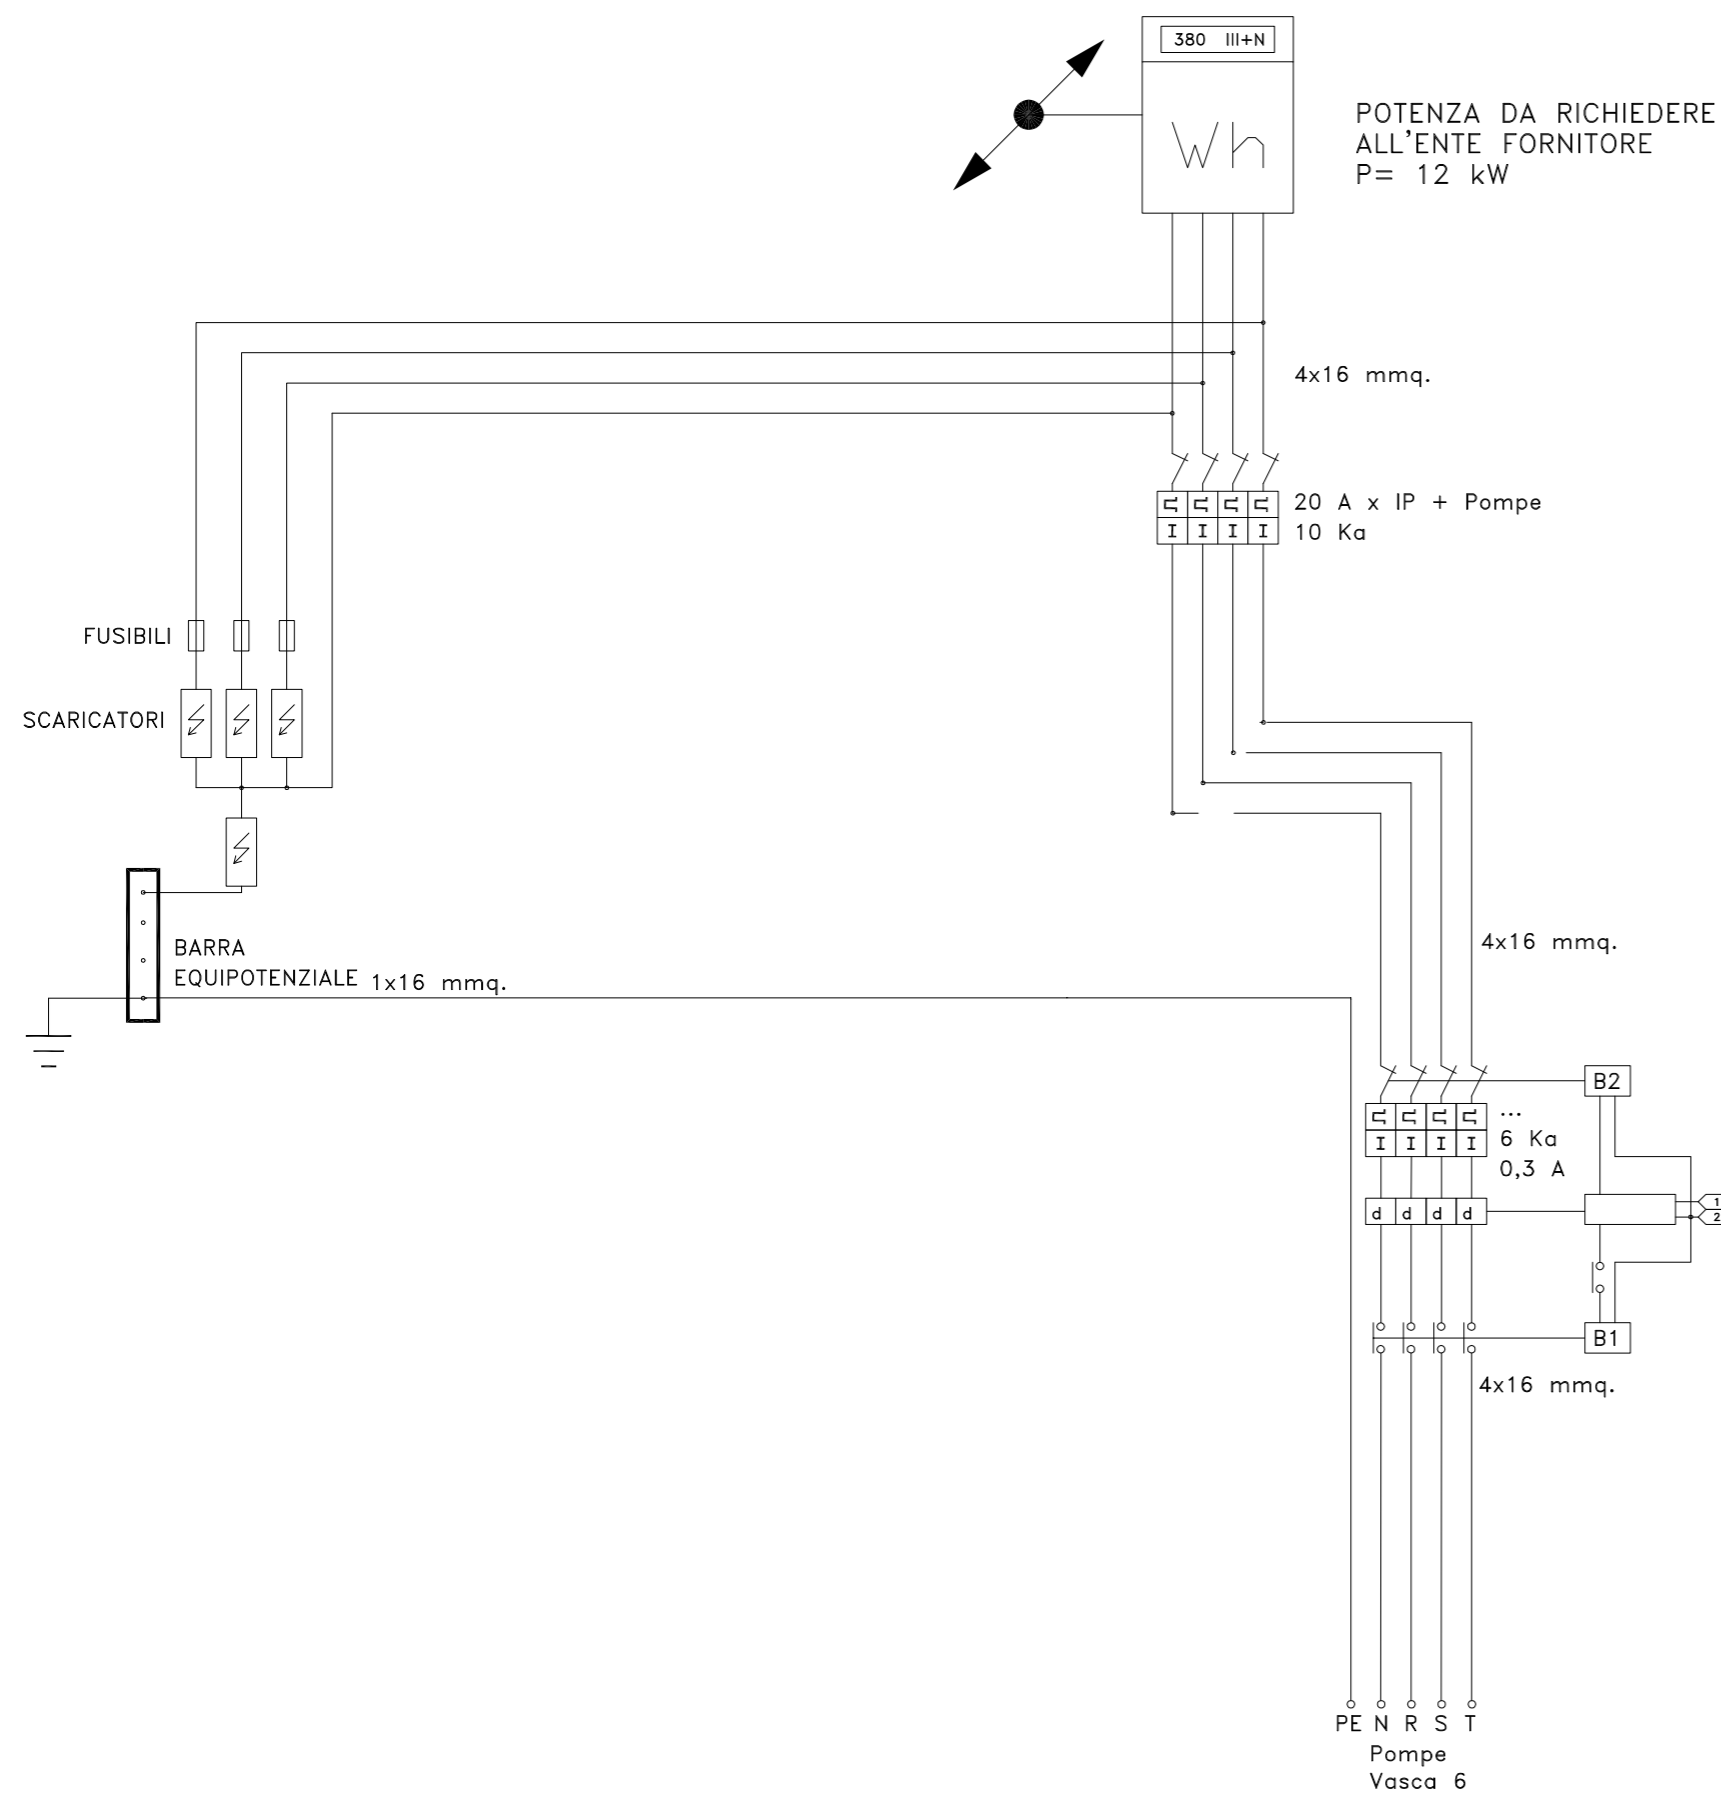 380 III+N
Wh
POTENZA DA RICHIEDERE
ALL'ENTE FORNITORE
P= 12 kW
4x16 mmq.
I I I I
20 A x IP + Pompe
10 Ka
FUSIBILI
SCARICATORI
BARRA
EQUIPOTENZIALE
1x16 mmq.
4x16 mmq.
B2
I I I I
...
6 Ka
0,3 A
d d d d
1
2
B1
4x16 mmq.
PE N R S T
Pompe
Vasca 6